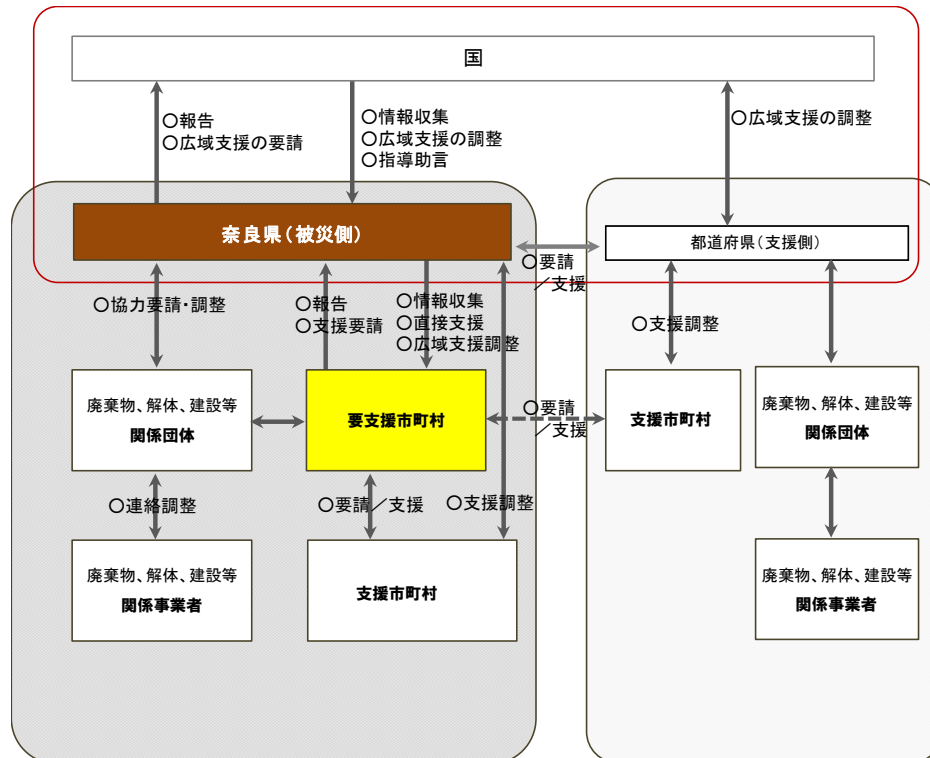 国
○報告
○広域支援の要請
○情報収集
○広域支援の調整
○指導助言
○広域支援の調整
奈良県(被災側)
都道府県(支援側)
○要請
／支援
○協力要請・調整
○報告
○支援要請
○情報収集
○直接支援
○広域支援調整
○支援調整
廃棄物、解体、建設等
関係団体
要支援市町村
○要請
／支援
支援市町村
廃棄物、解体、建設等
関係団体
○連絡調整
○要請／支援
○支援調整
廃棄物、解体、建設等
関係事業者
支援市町村
廃棄物、解体、建設等
関係事業者